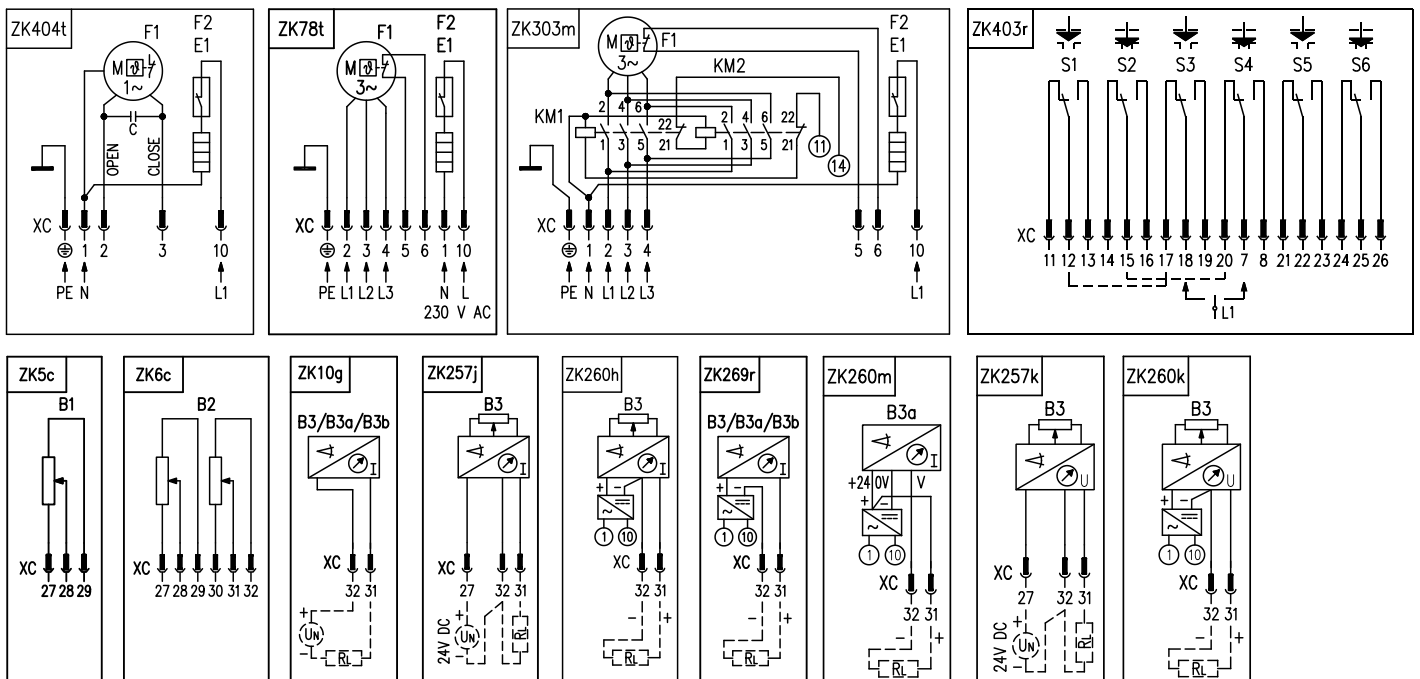 ZK404t
F1
F2
E1
M ϑ
1~
C
OPEN
CLOSE
XC
1 2 3 10
PE N L1
ZK78t
F1
F2
E1
M ϑ
3~
XC
2 3 4 5 6 1 10
PE L1 L2 L3 N L
230 V AC
ZK303m
F1
F2
E1
M ϑ
3~
KM2
KM1
2 4 6 22 2 4 6 22
1 3 5 21 1 3 5 21
11
14
XC
1 2 3 4 5 6 10
PE N L1 L2 L3 L1
ZK403r
S1 S2 S3 S4 S5 S6
XC
11 12 13 14 15 16 17 18 19 20 7 8 21 22 23 24 25 26
L1
ZK5c
B1
XC
27 28 29
ZK6c
B2
XC
27 28 29 30 31 32
ZK10g
B3/B3a/B3b
I
XC
32 31
+
UN
-
RL
ZK257j
B3
I
XC
27 32 31
24V DC
+
UN
-
RL
ZK260h
B3
I
+ -
~
1 10
XC
32 31
- +
RL
ZK269r
B3/B3a/B3b
I
+ -
~
1 10
XC
32 31
- +
RL
ZK260m
B3a
I
+24 0V V
+ -
~
1 10
XC
32 31
- +
RL
ZK257k
B3
U
XC
27 32 31
24V DC
+
UN
-
RL
ZK260k
B3
U
+ -
~
1 10
XC
32 31
- +
RL